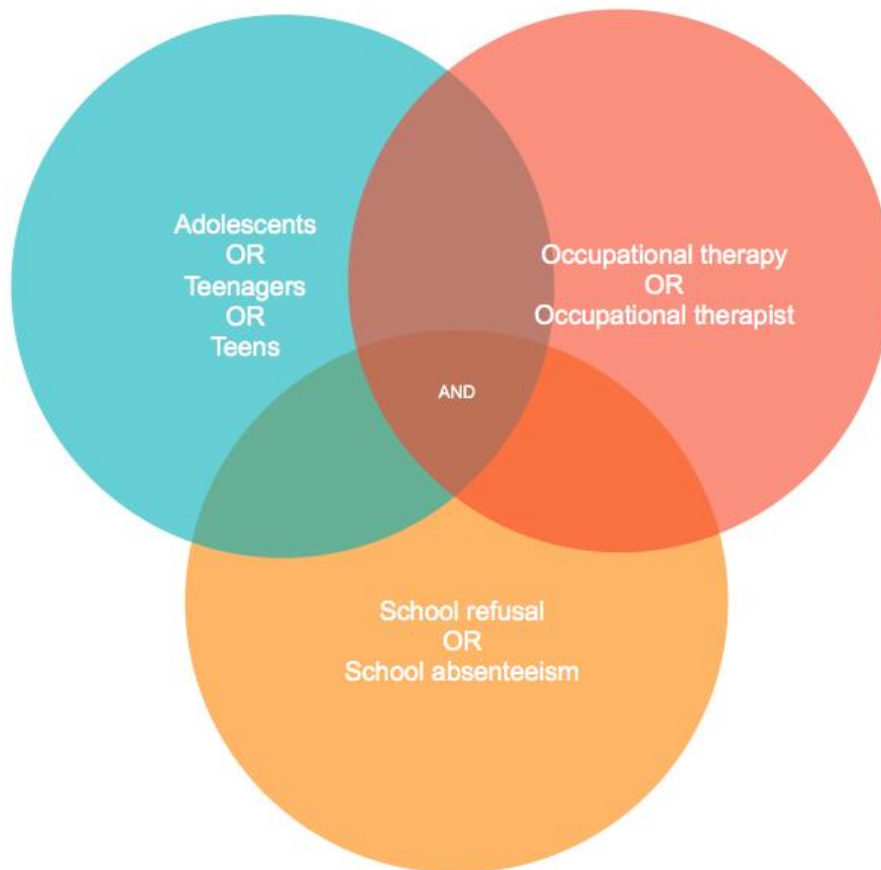 Adolescents
OR
Teenagers
OR
Teens
Occupational therapy
OR
Occupational therapist
AND
School refusal
OR
School absenteeism